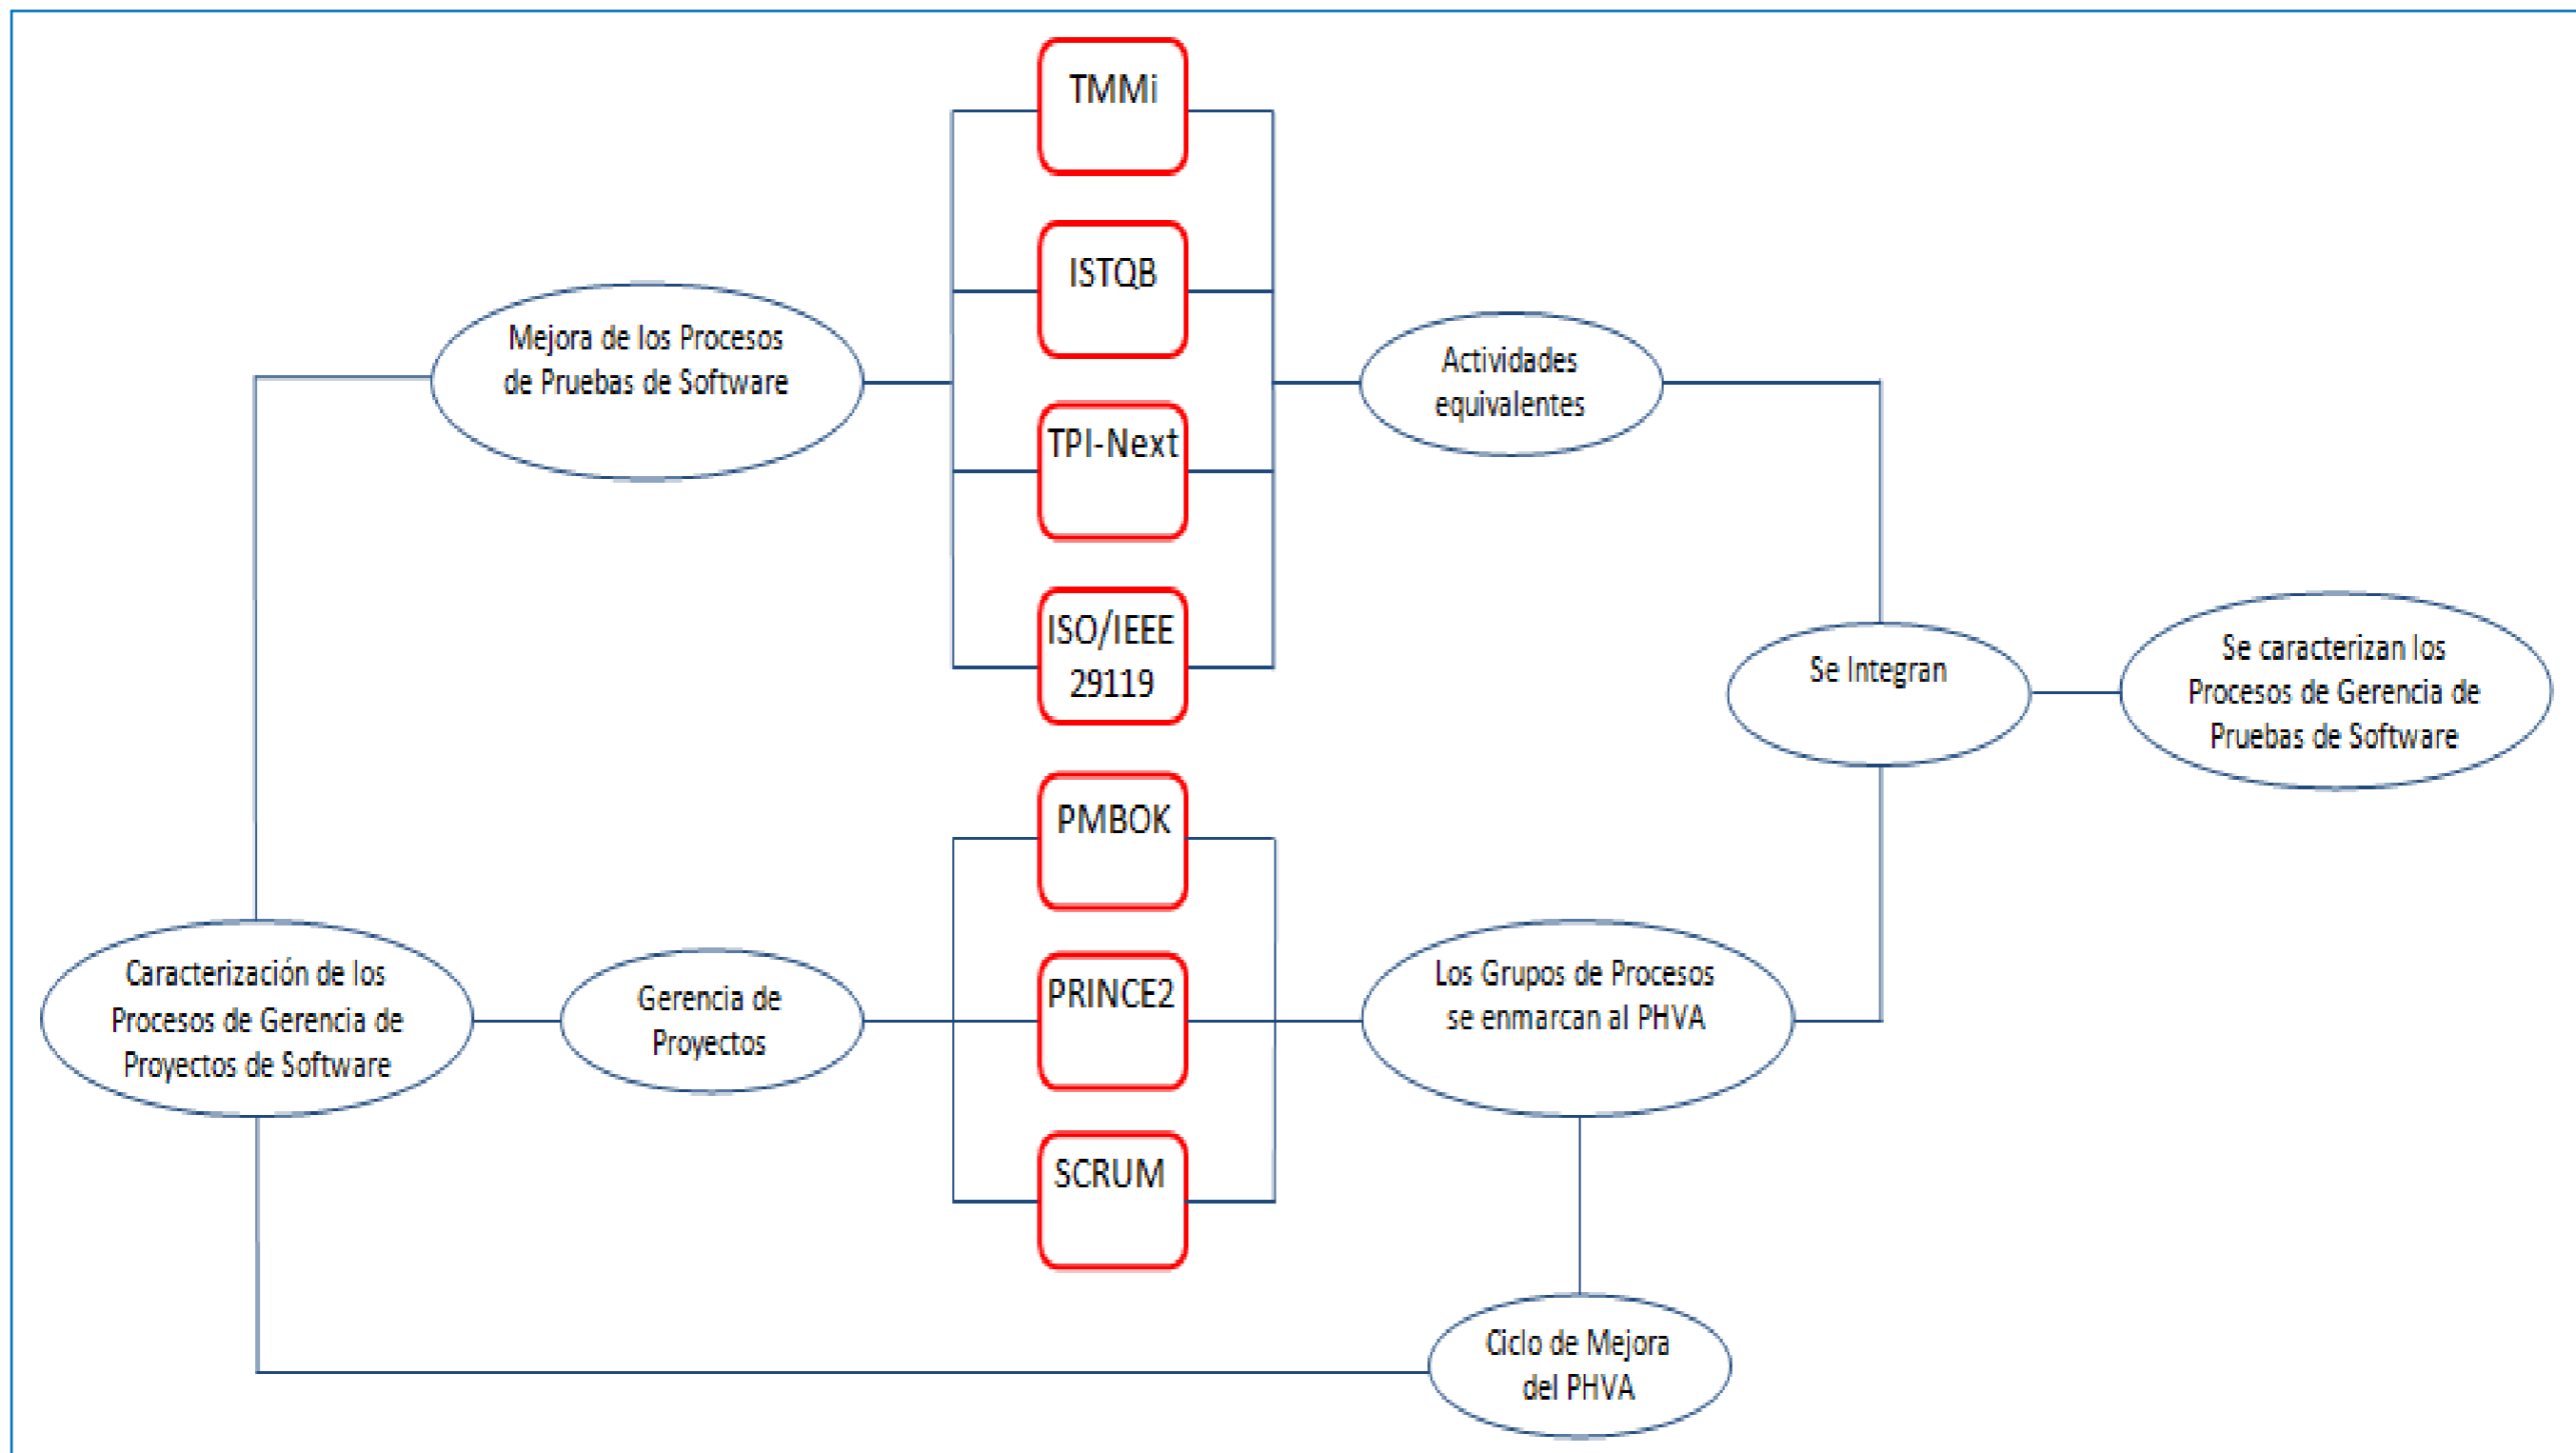 TMMi
ISTQB
TPI-Next
ISO/IEEE
29119
Mejora de los Procesos
de Pruebas de Software
Actividades
equivalentes
Se Integran
Se caracterizan los
Procesos de Gerencia de
Pruebas de Software
PMBOK
PRINCE2
SCRUM
Caracterización de los
Procesos de Gerencia de
Proyectos de Software
Gerencia de
Proyectos
Los Grupos de Procesos
se enmarcan al PHVA
Ciclo de Mejora
del PHVA